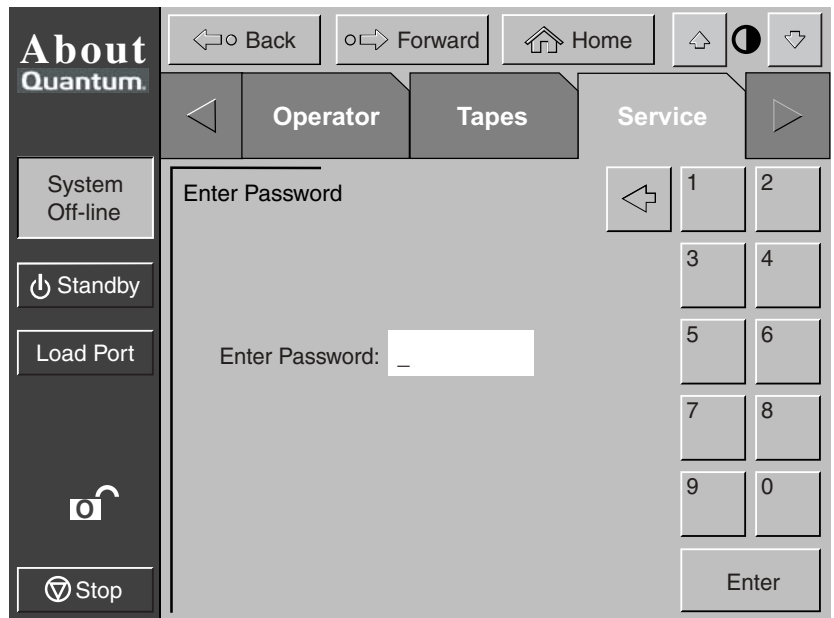 About
Quantum.
Back
Forward
Home
Operator
Tapes
Service
System
Off-line
Standby
Load Port
O
Stop
Enter Password
Enter Password: _
1 2
3 4
5 6
7 8
9 0
Enter